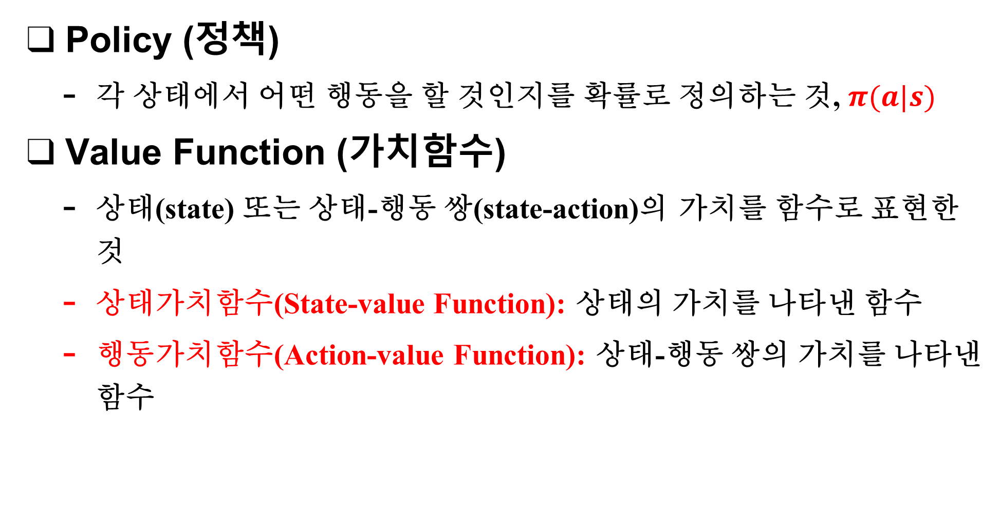 ❑ Policy (정책)
- 각 상태에서 어떤 행동을 할 것인지를 확률로 정의하는 것, π(a|s)
❑ Value Function (가치함수)
- 상태(state) 또는 상태-행동 쌍(state-action)의 가치를 함수로 표현한
것
- 상태가치함수(State-value Function): 상태의 가치를 나타낸 함수
- 행동가치함수(Action-value Function): 상태-행동 쌍의 가치를 나타낸
함수